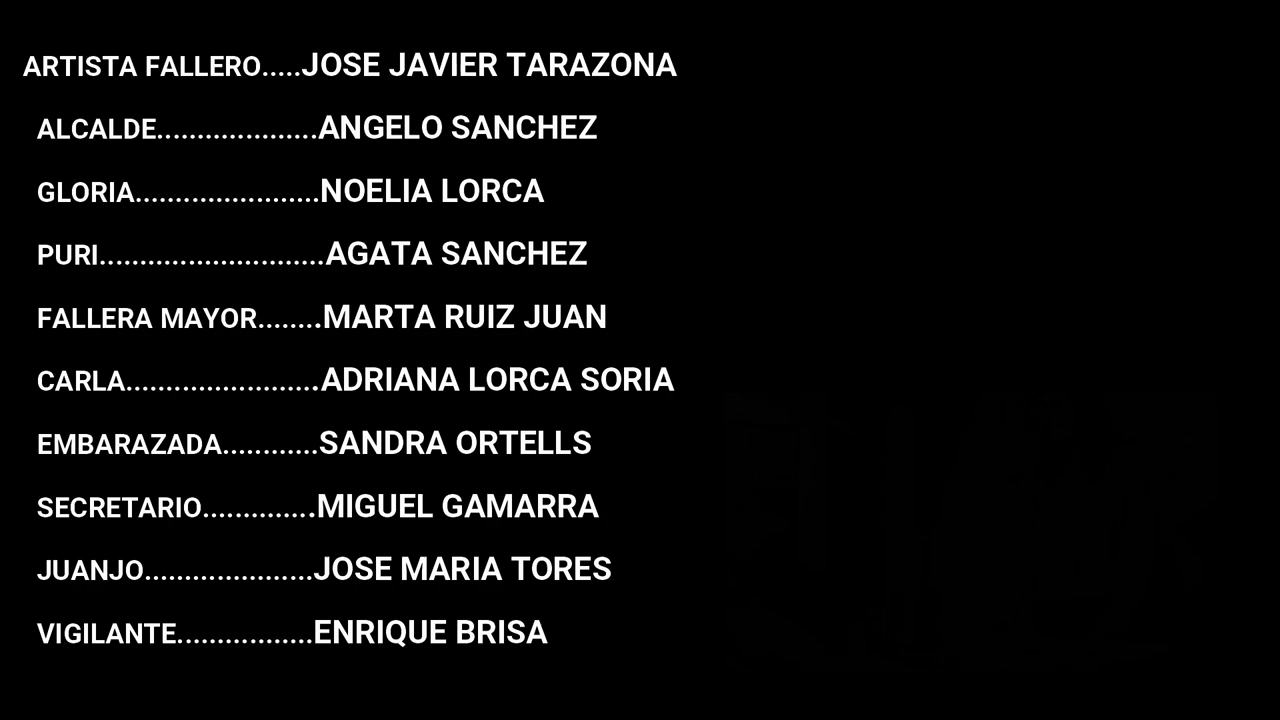 ARTISTA FALLERO.....JOSE JAVIER TARAZONA
ALCALDE....................ANGELO SANCHEZ
GLORIA.......................NOELIA LORCA
PURI............................AGATA SANCHEZ
FALLERA MAYOR........MARTA RUIZ JUAN
CARLA........................ADRIANA LORCA SORIA
EMBARAZADA............SANDRA ORTELLS
SECRETARIO..............MIGUEL GAMARRA
JUANJO.....................JOSE MARIA TORES
VIGILANTE.................ENRIQUE BRISA